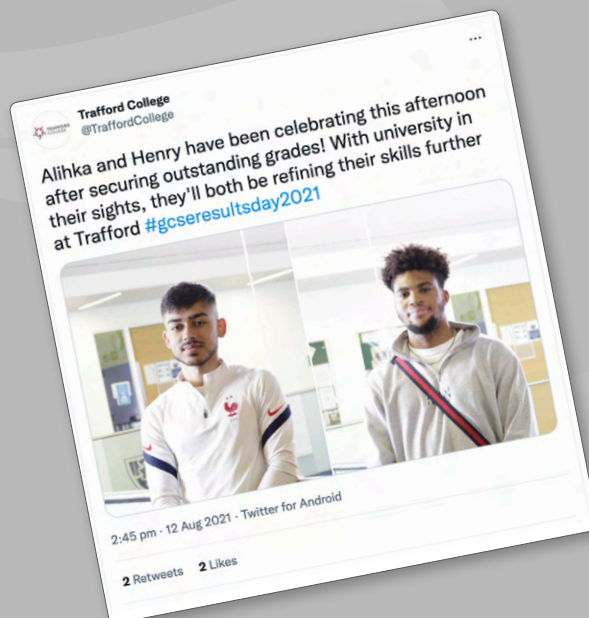 Trafford College
@TraffordCollege
Alihka and Henry have been celebrating this afternoon
after securing outstanding grades! With university in
their sights, they'll both be refining their skills further
at Trafford #gcseresultsday2021
2:45 pm · 12 Aug 2021 · Twitter for Android
2 Retweets 2 Likes